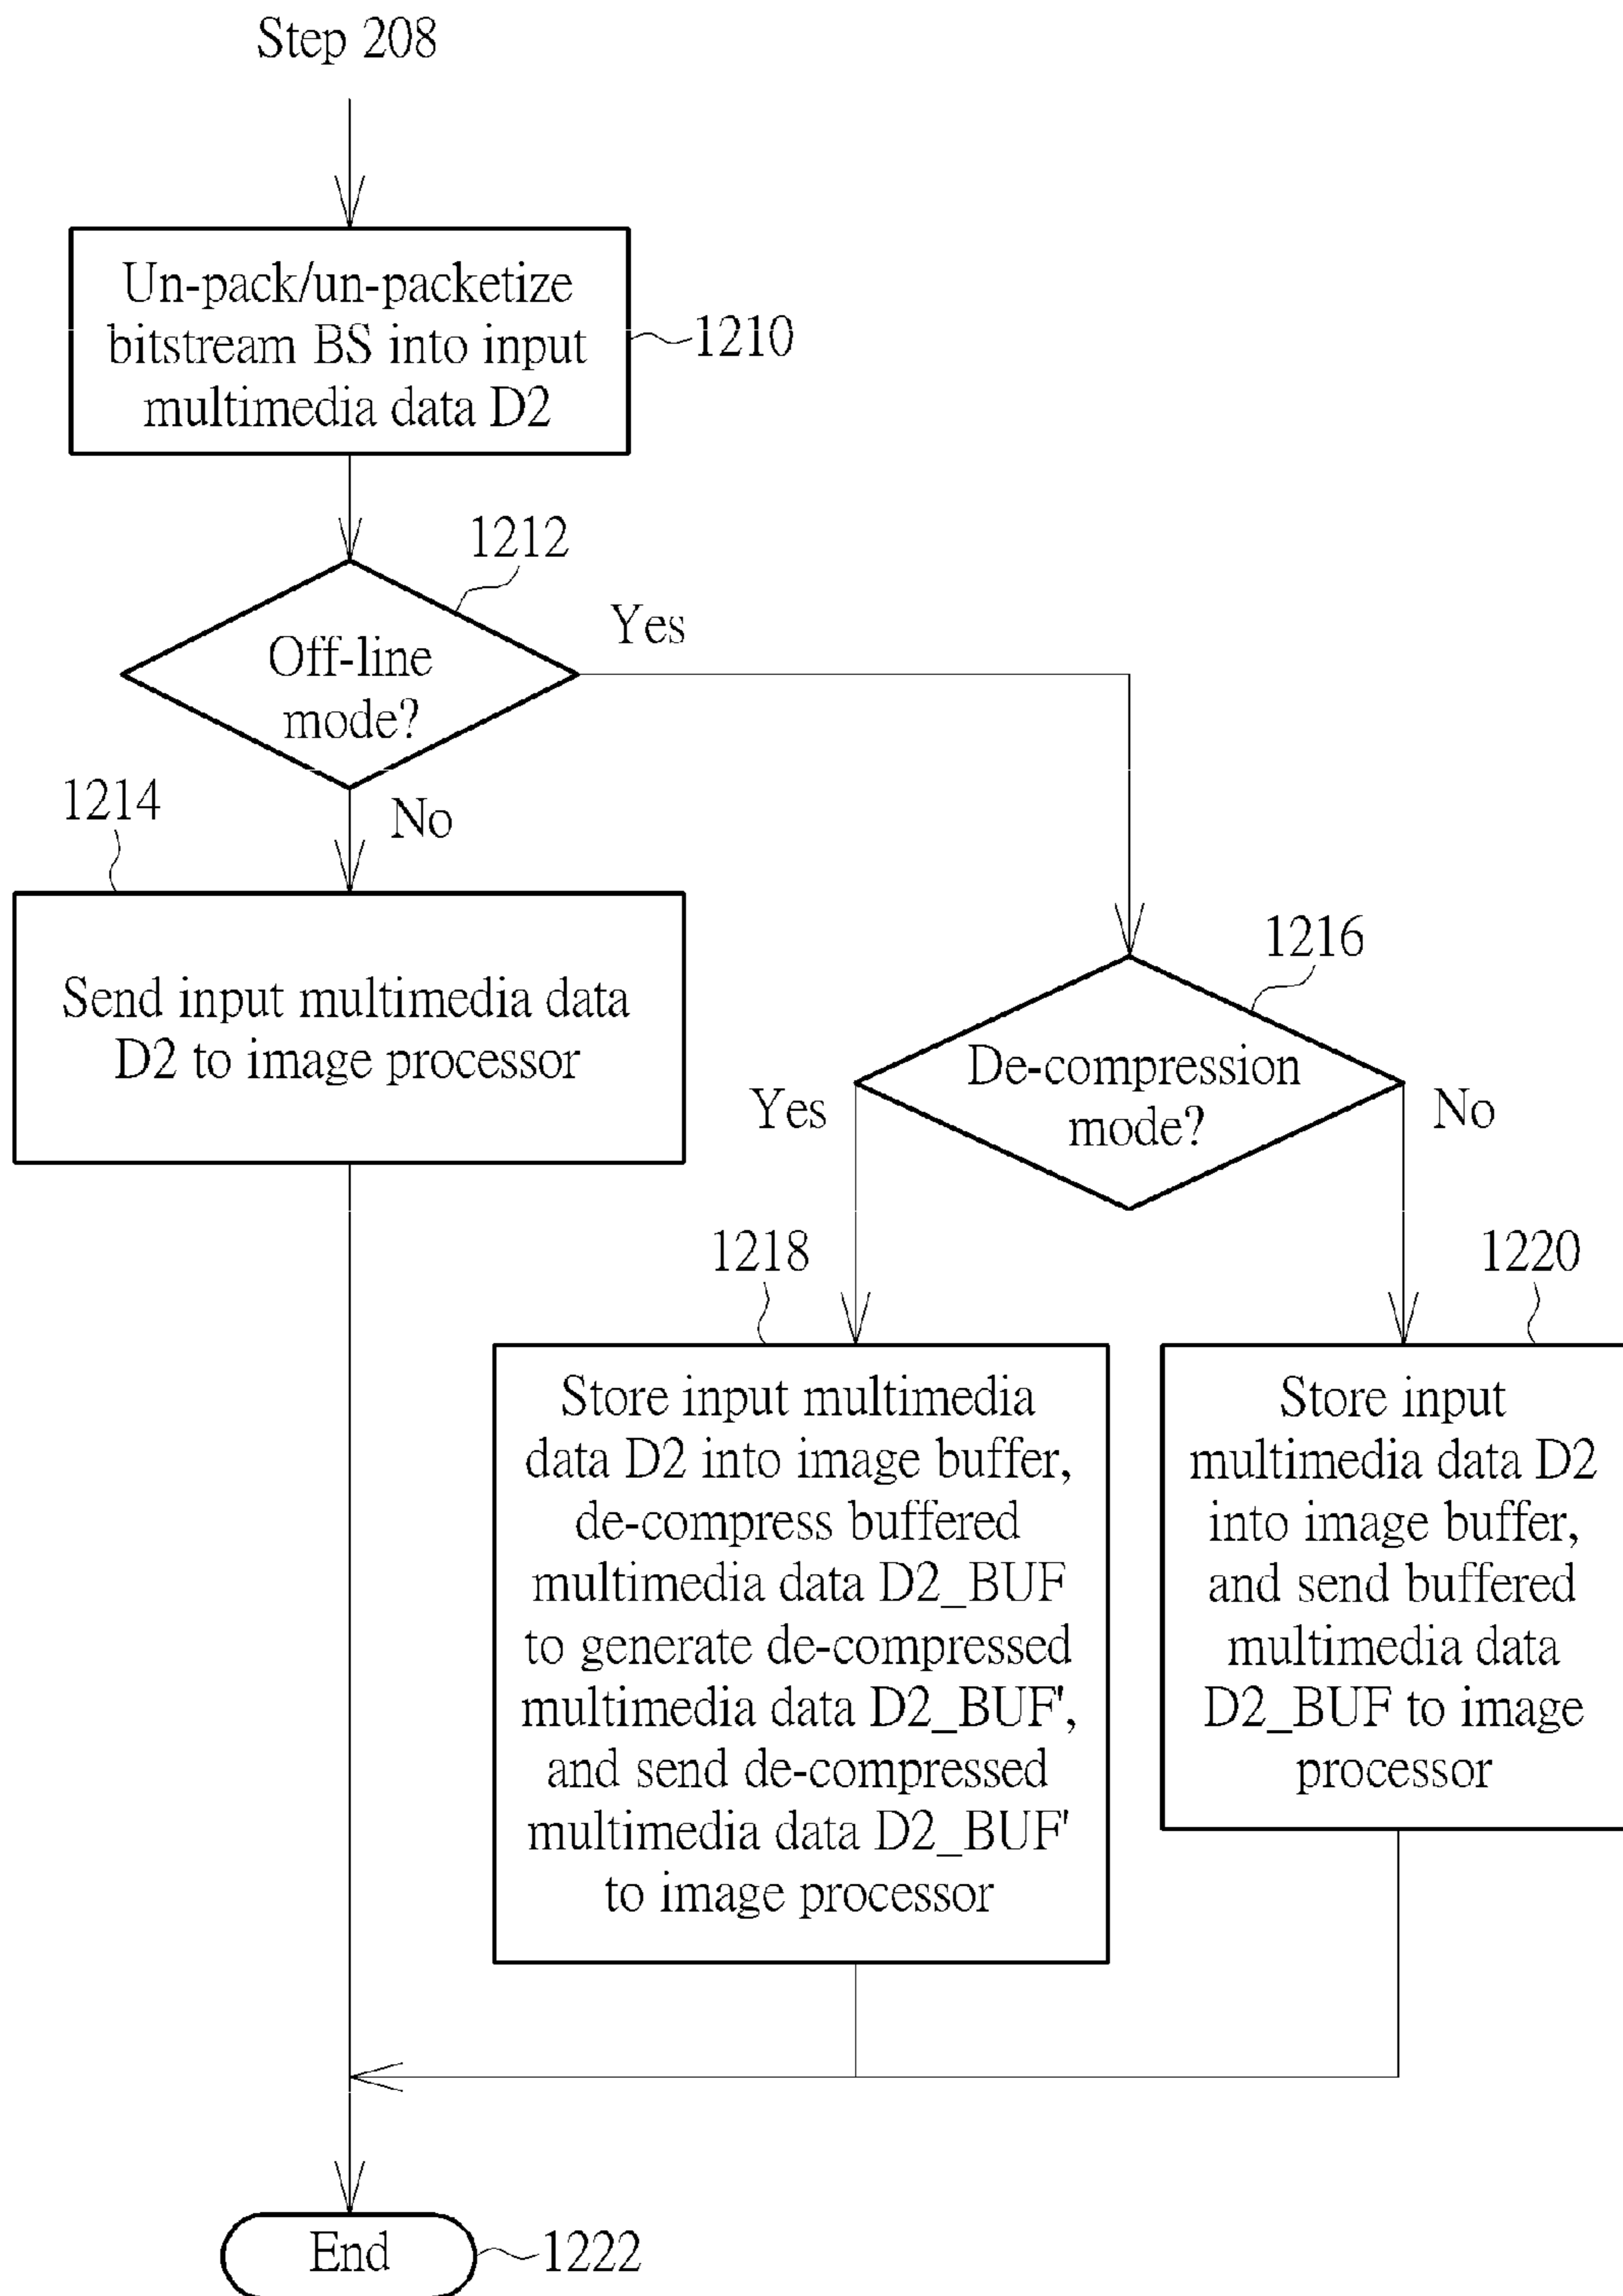 Step 208
Un-pack/un-packetize
bitstream BS into input
multimedia data D2
1210
1212
Off-line
mode?
Yes
No
1214
Send input multimedia data
D2 to image processor
1216
De-compression
mode?
Yes
No
1218
Store input multimedia
data D2 into image buffer,
de-compress buffered
multimedia data D2_BUF
to generate de-compressed
multimedia data D2_BUF',
and send de-compressed
multimedia data D2_BUF'
to image processor
1220
Store input
multimedia data D2
into image buffer,
and send buffered
multimedia data
D2_BUF to image
processor
End
1222